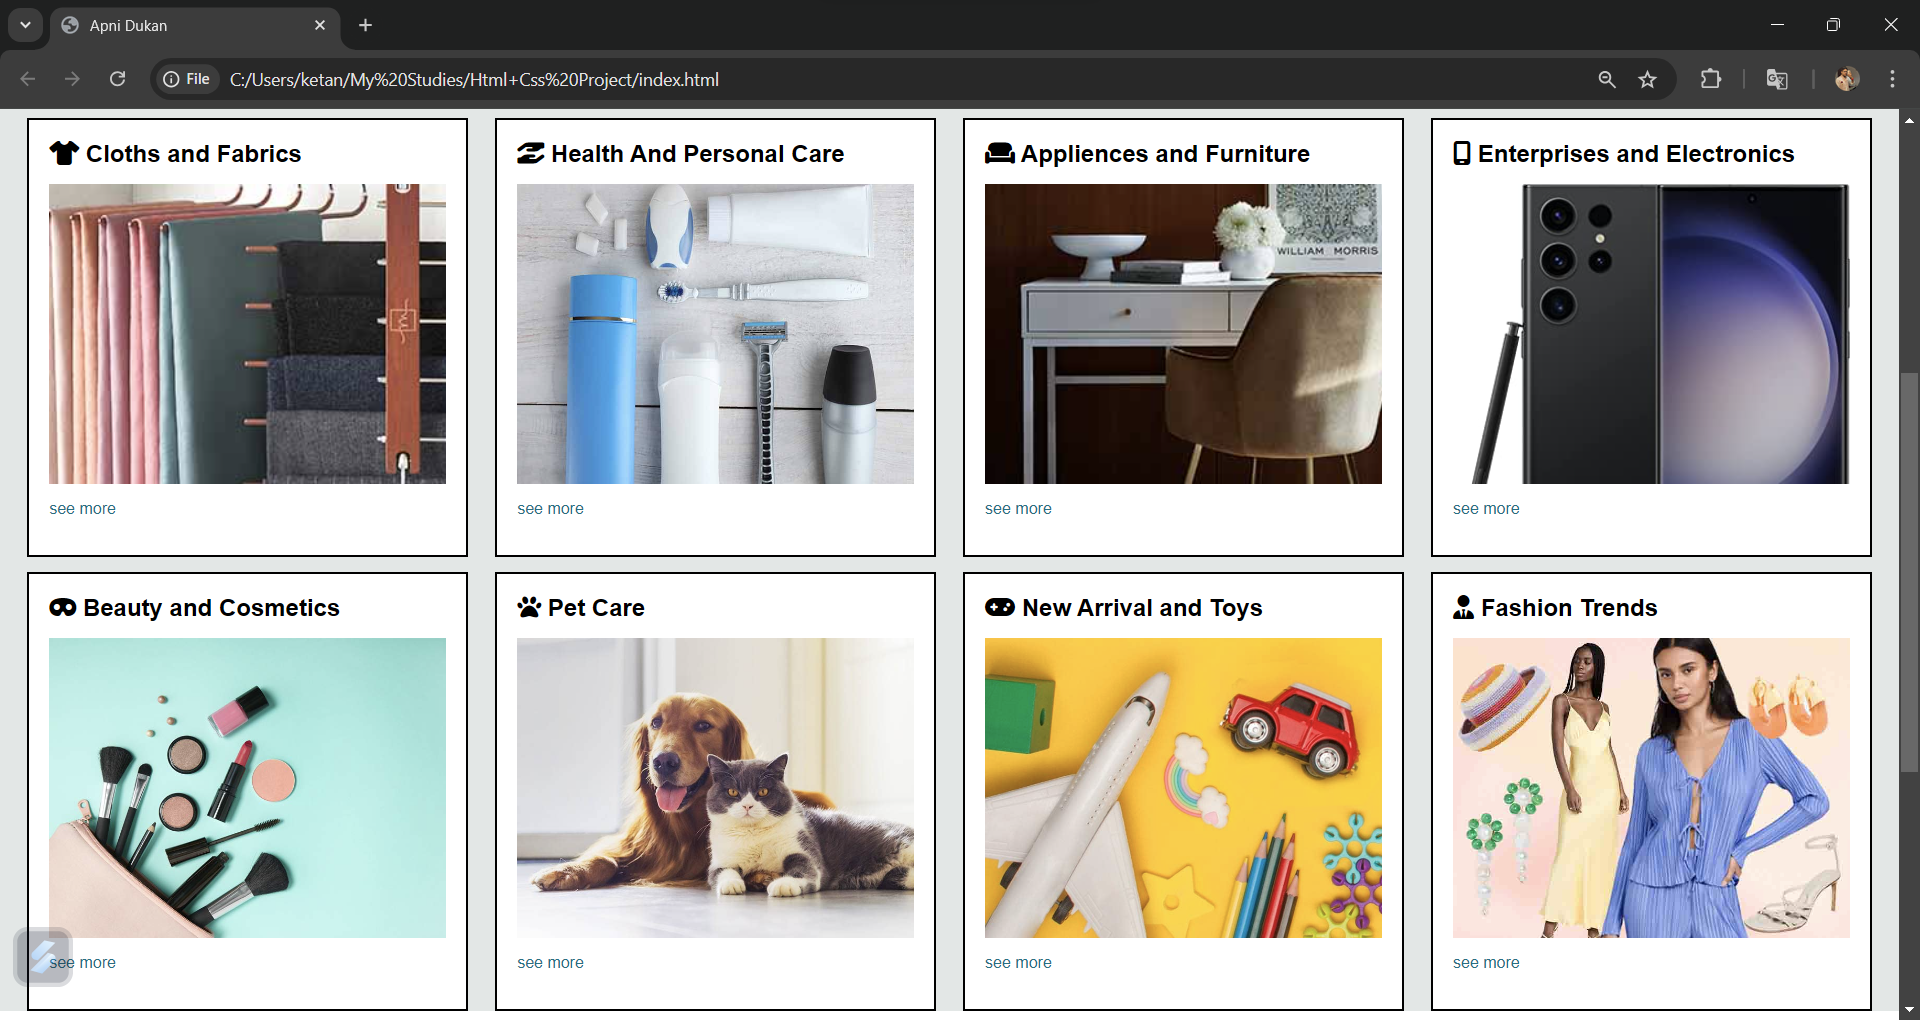 Apni Dukan
File
C:/Users/ketan/My%20Studies/Html+Css%20Project/index.html
Cloths and Fabrics
Health And Personal Care
Appliences and Furniture
Enterprises and Electronics
WILLIAM MORRIS
see more
see more
see more
see more
Beauty and Cosmetics
Pet Care
New Arrival and Toys
Fashion Trends
see more
see more
see more
see more